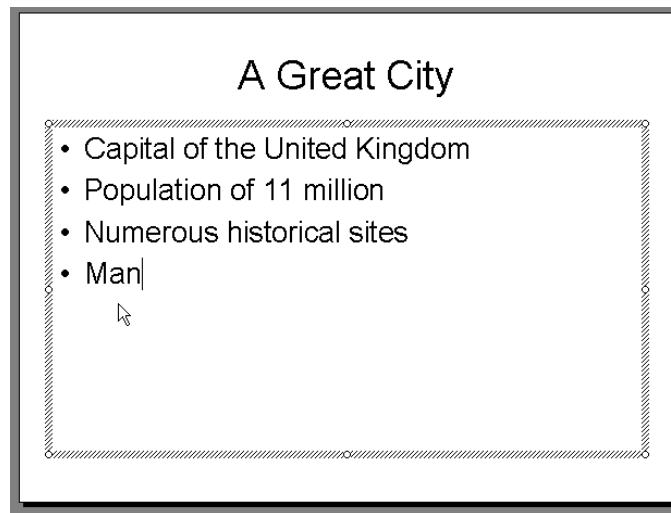 A Great City
• Capital of the United Kingdom
• Population of 11 million
• Numerous historical sites
• Man